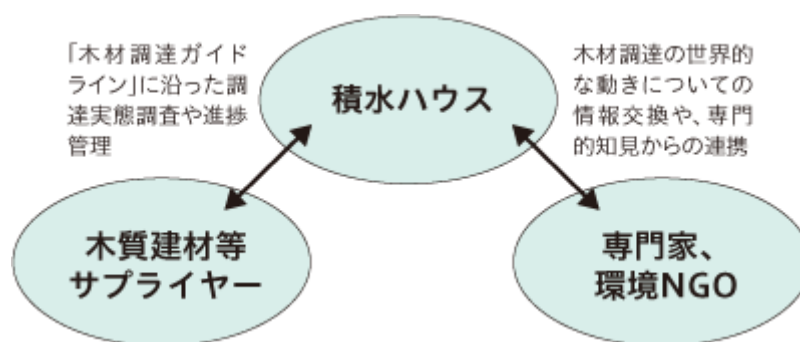 「木材調達ガイド
ライン」に沿った調
達実態調査や進捗
管理
積水ハウス
木材調達の世界的
な動きについての
情報交換や、専門
的知見からの連携
木質建材等
サプライヤー
専門家、
環境NGO